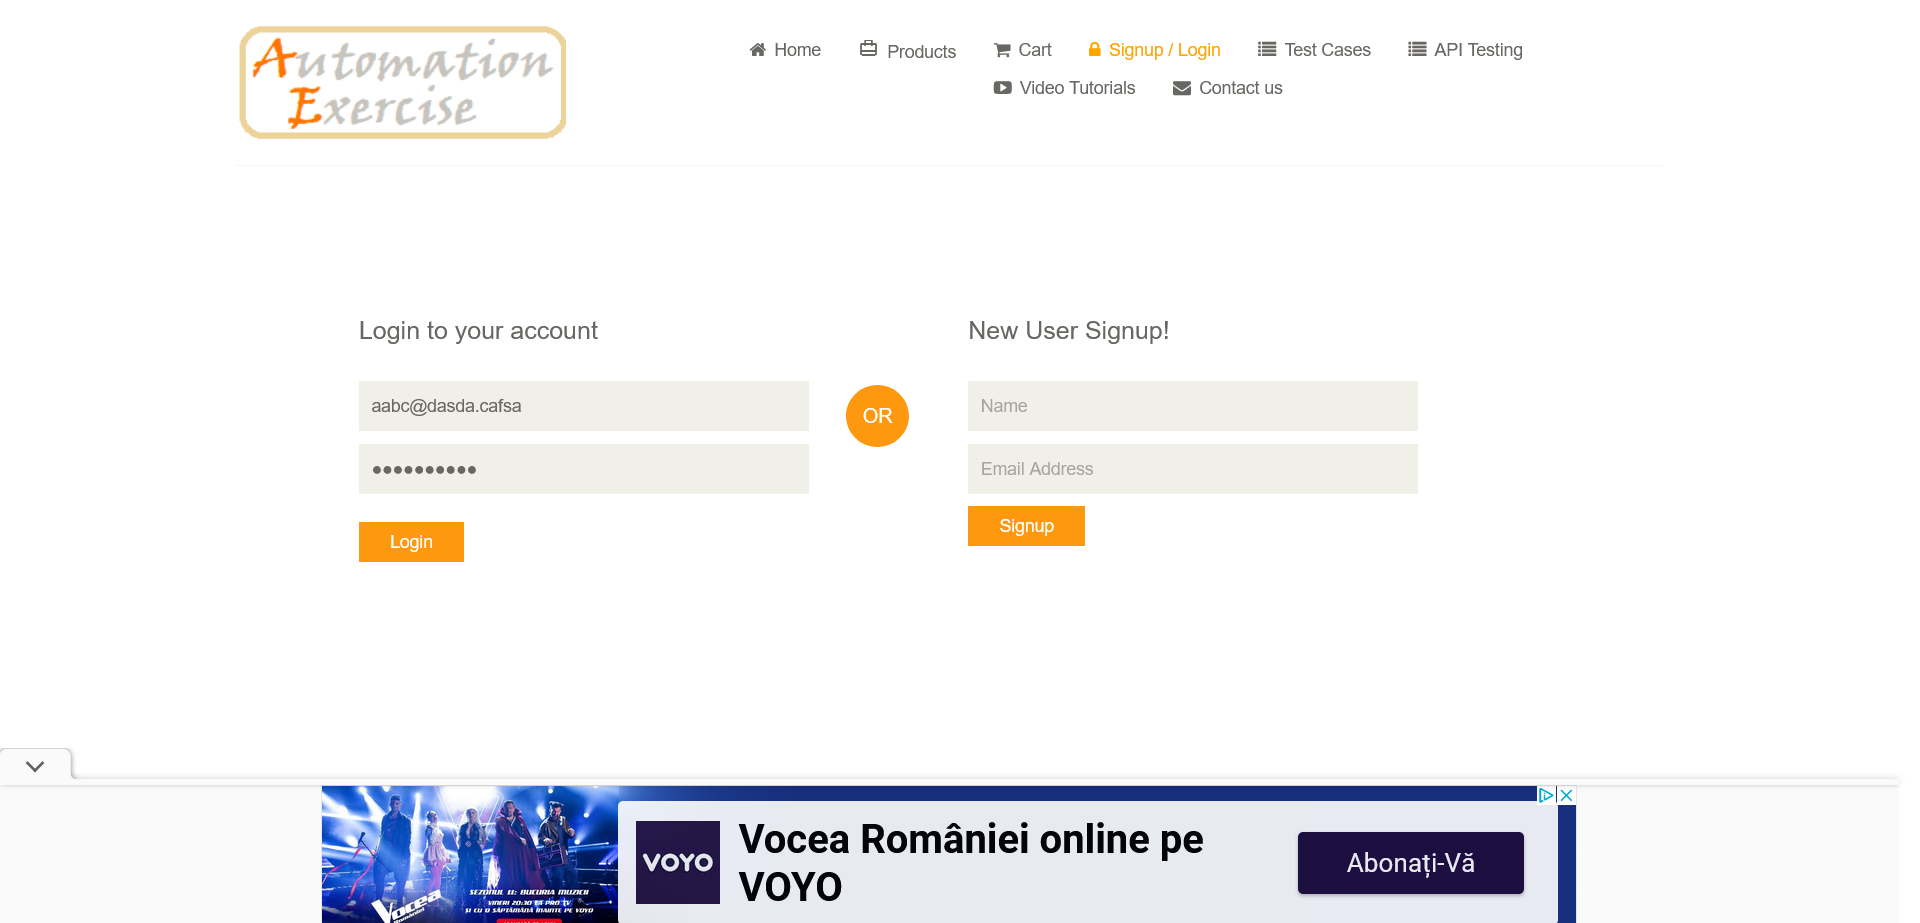 Automation
Exercise
Home
Products
Cart
Signup / Login
Test Cases
API Testing
Video Tutorials
Contact us
Login to your account
New User Signup!
aabc@dasda.cafsa
OR
Name
●●●●●●●●●●
Email Address
Login
Signup
Vocea României online pe
VOYO
VOYO
Abonați-Vă
SEZONUL 11: BUCURIA MUZICII
VINERI 20:30 LA PRO TV
ȘI CU O SĂPTĂMÂNĂ ÎNAINTE PE VOYO
Vocea
României